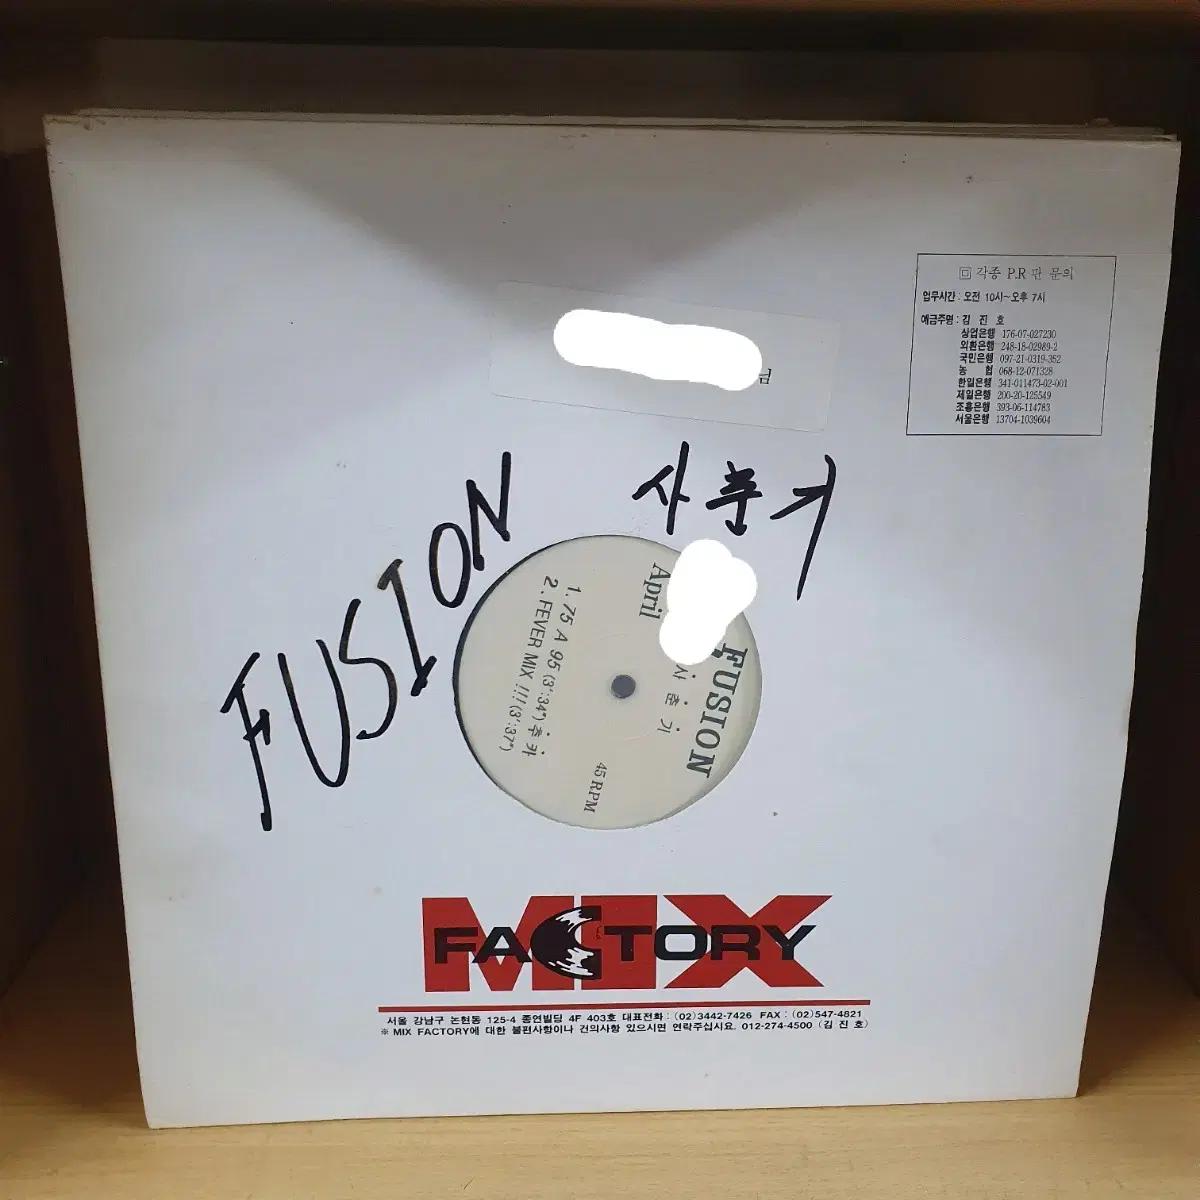 回 각종 P.R 판 문의
업무시간 : 오전 10시~오후 7시
예금주명 : 김 진 호
상업은행 176-07-027230
외환은행 248-18-02989-2
국민은행 097-21-0319-352
농 협 068-12-071328
한일은행 341-011473-02-001
제일은행 200-20-125549
조흥은행 393-06-114783
서울은행 13704-1039604
님
FUSION
사춘기
FUSION
April
사 춘 기
1. 75 A 95 (3':34") 추카
2. FEVER MIX !!! (3':37")
45 RPM
MIX
FACTORY
서울 강남구 논현동 125-4 종연빌딩 4F 403호 대표전화 : (02)3442-7426 FAX : (02)547-4821
※ MIX FACTORY에 대한 불편사항이나 건의사항 있으시면 연락주십시요. 012-274-4500 (김 진 호)